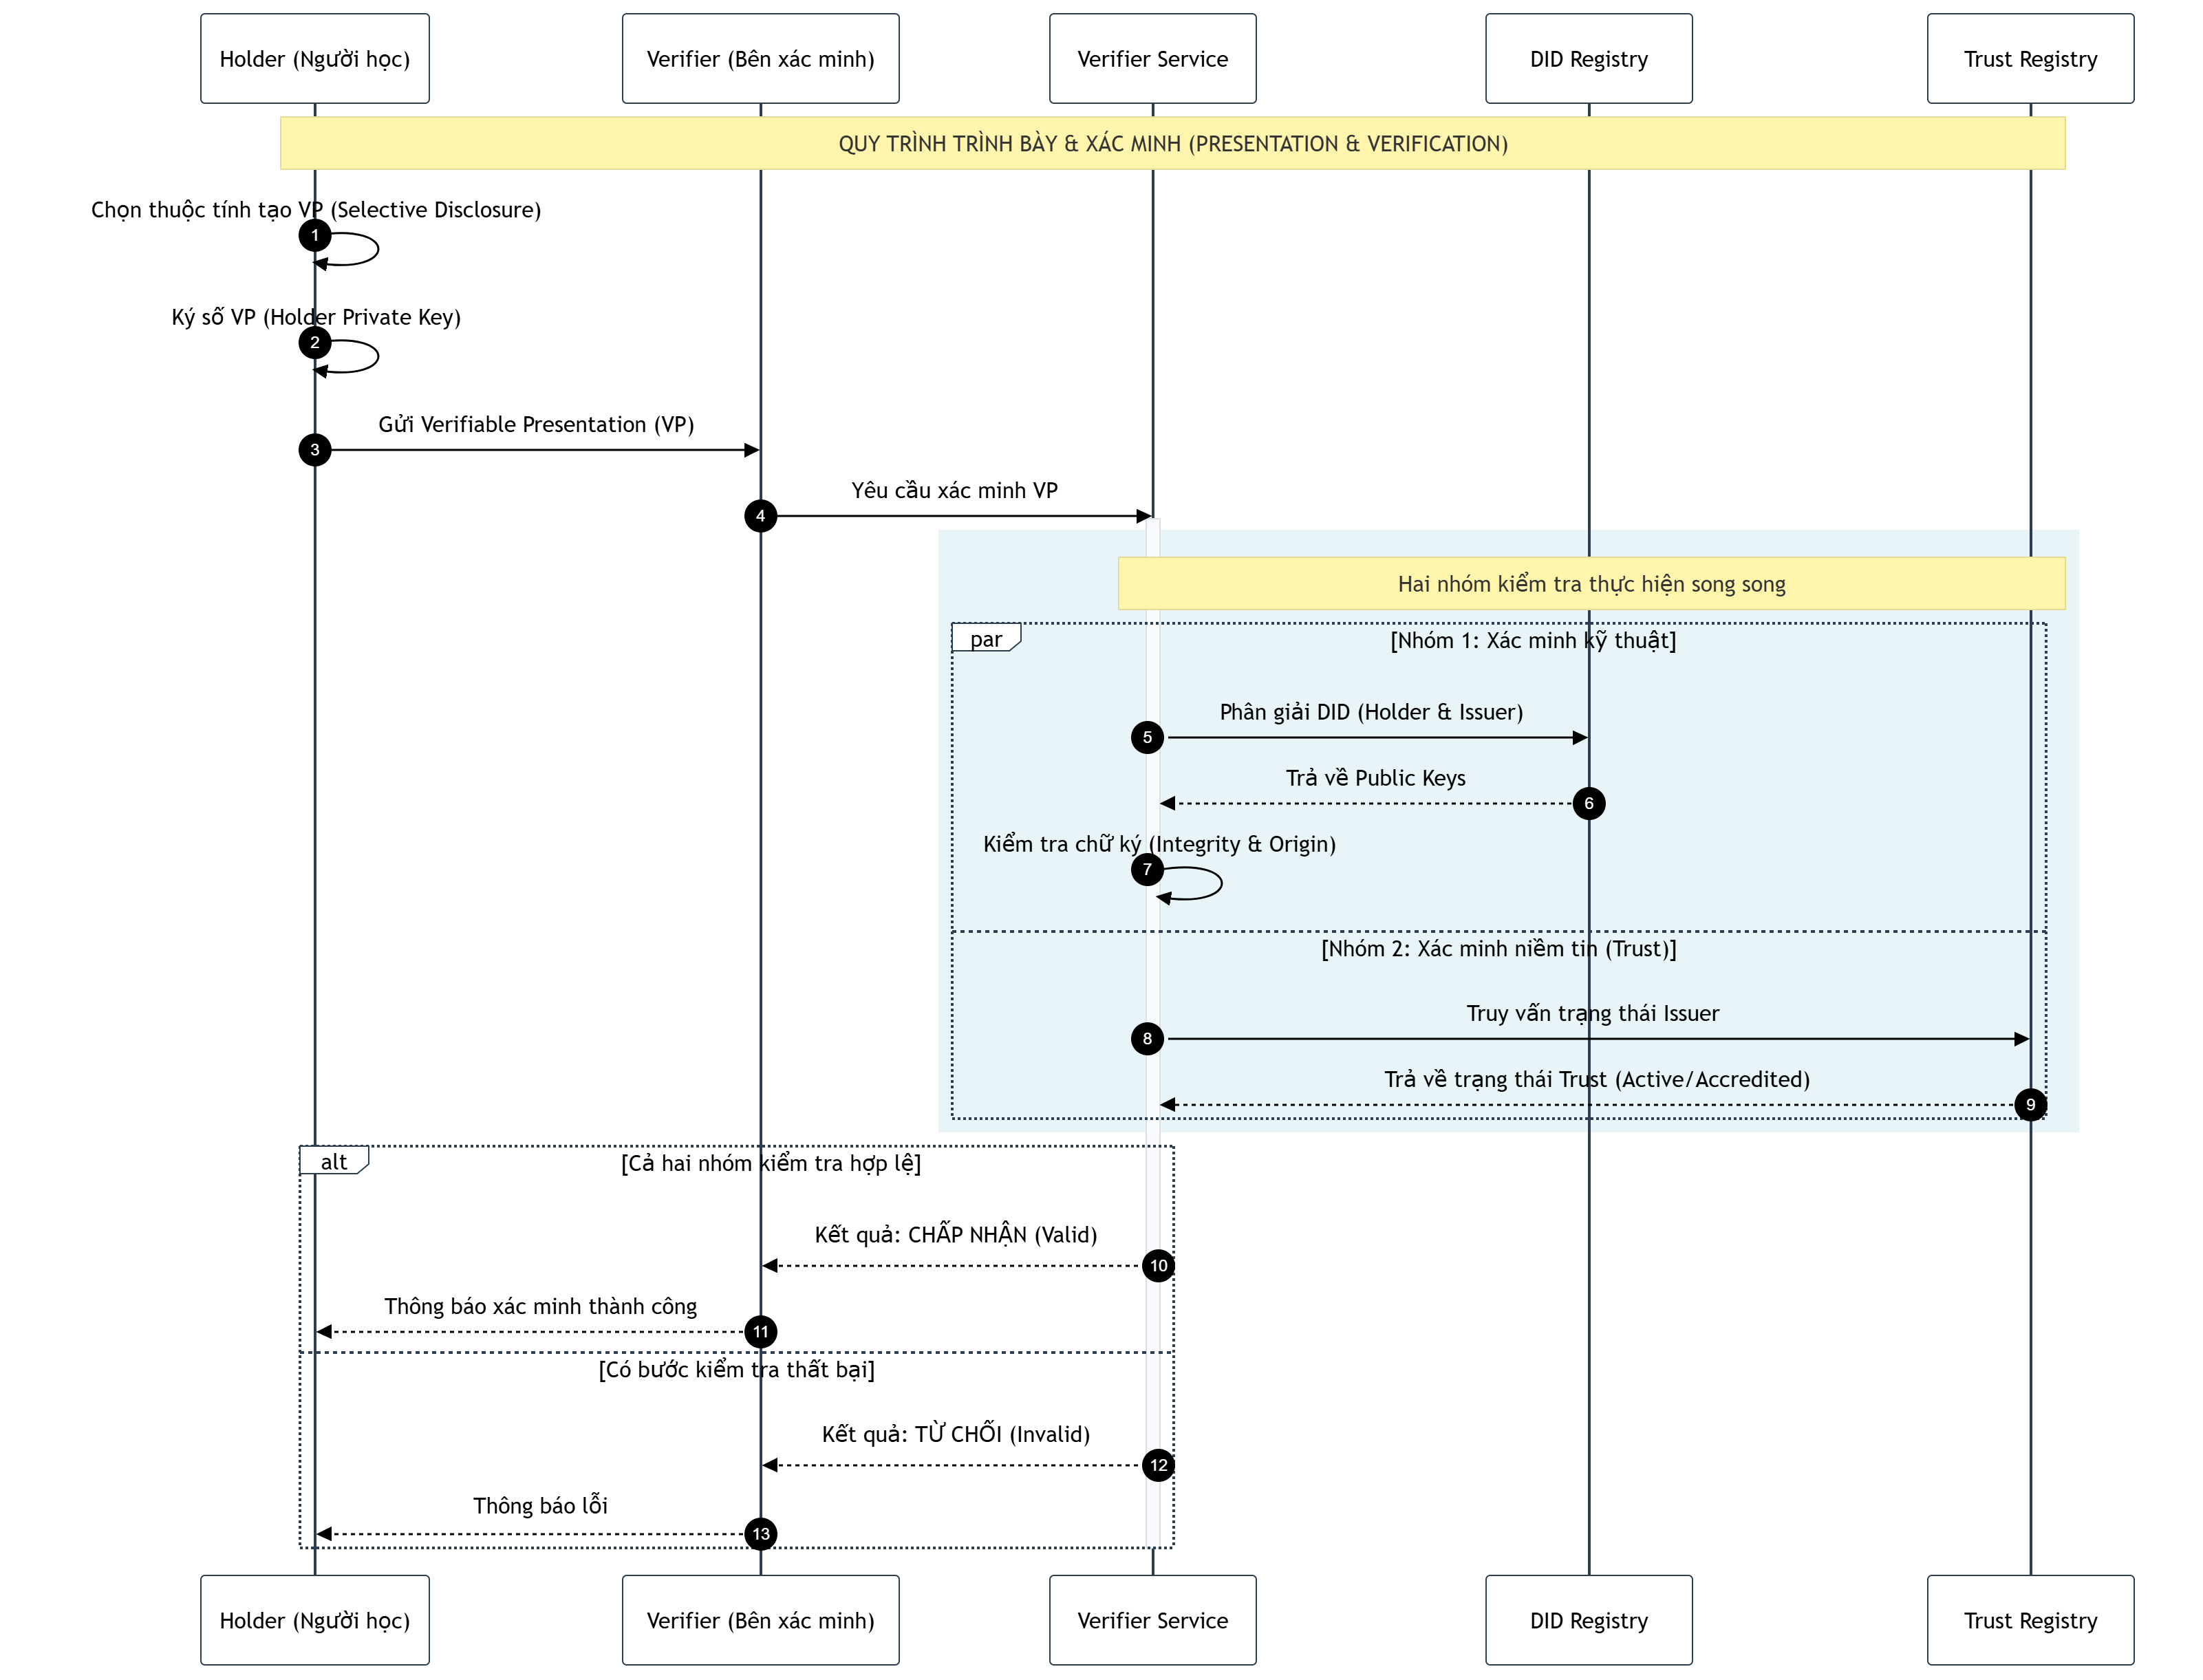 Holder (Người học)
Verifier (Bên xác minh)
Verifier Service
DID Registry
Trust Registry
QUY TRÌNH TRÌNH BÀY & XÁC MINH (PRESENTATION & VERIFICATION)
Chọn thuộc tính tạo VP (Selective Disclosure)
1
Ký số VP (Holder Private Key)
2
Gửi Verifiable Presentation (VP)
3
Yêu cầu xác minh VP
4
Hai nhóm kiểm tra thực hiện song song
par
[Nhóm 1: Xác minh kỹ thuật]
Phân giải DID (Holder & Issuer)
5
Trả về Public Keys
6
Kiểm tra chữ ký (Integrity & Origin)
7
[Nhóm 2: Xác minh niềm tin (Trust)]
Truy vấn trạng thái Issuer
8
Trả về trạng thái Trust (Active/Accredited)
9
alt
[Cả hai nhóm kiểm tra hợp lệ]
Kết quả: CHẤP NHẬN (Valid)
10
Thông báo xác minh thành công
11
[Có bước kiểm tra thất bại]
Kết quả: TỪ CHỐI (Invalid)
12
Thông báo lỗi
13
Holder (Người học)
Verifier (Bên xác minh)
Verifier Service
DID Registry
Trust Registry